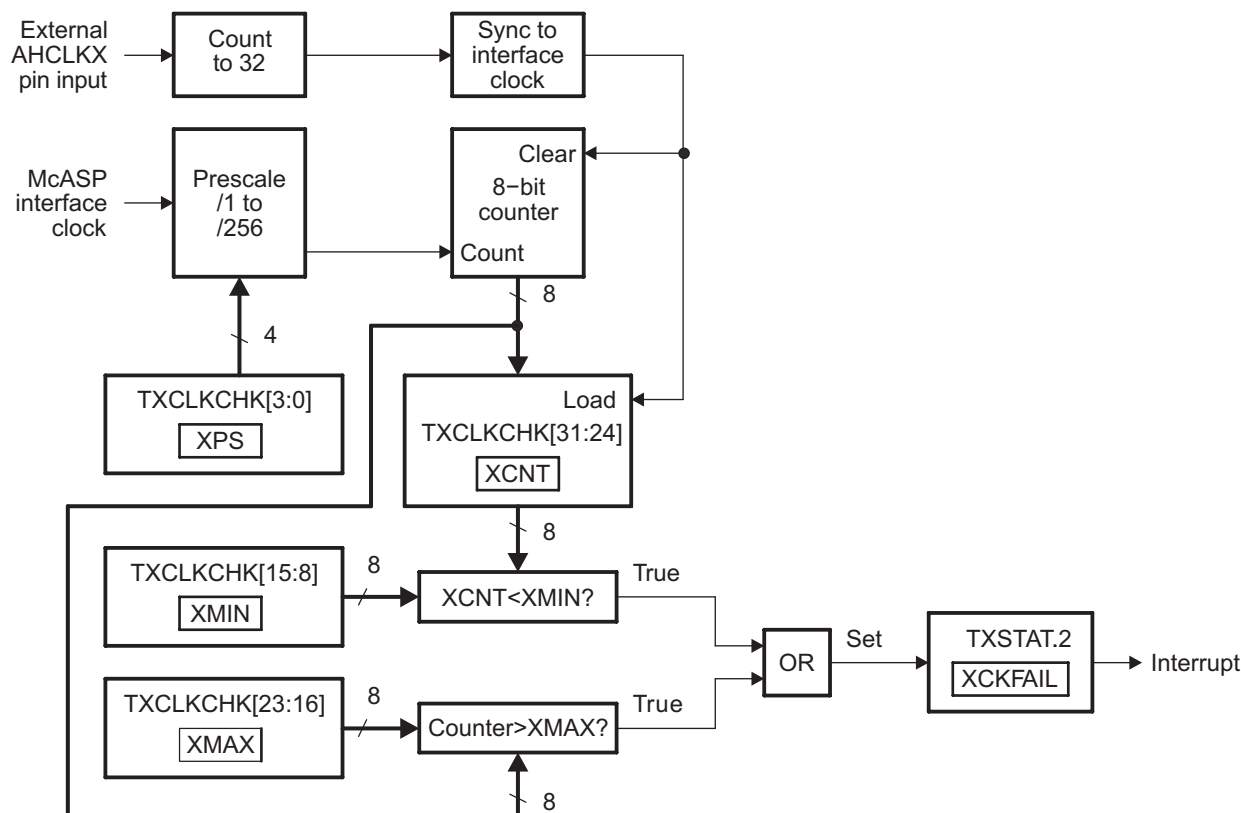 External
AHCLKX
pin input
Count
to 32
Sync to
interface
clock
McASP
interface
clock
Prescale
/1 to
/256
Clear
8−bit
counter
Count
8
4
TXCLKCHK[3:0]
XPS
Load
TXCLKCHK[31:24]
XCNT
8
TXCLKCHK[15:8]
XMIN
8
XCNT<XMIN?
True
TXCLKCHK[23:16]
XMAX
8
Counter>XMAX?
True
8
OR
Set
TXSTAT.2
XCKFAIL
Interrupt